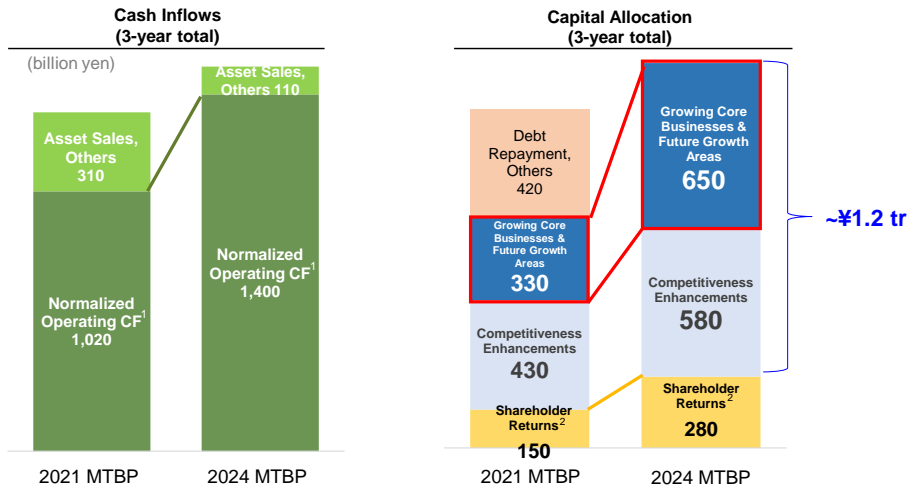 Cash Inflows
(3-year total)
(billion yen)
Asset Sales,
Others
310
Normalized
Operating CF1
1,020
Asset Sales,
Others 110
Normalized
Operating CF1
1,400
2021 MTBP
2024 MTBP
Capital Allocation
(3-year total)
Debt
Repayment,
Others
420
Growing Core
Businesses &
Future Growth
Areas
330
Competitiveness
Enhancements
430
Shareholder
Returns2
150
Growing Core
Businesses &
Future Growth
Areas
650
Competitiveness
Enhancements
580
Shareholder
Returns2
280
~¥1.2 tr
2021 MTBP
2024 MTBP